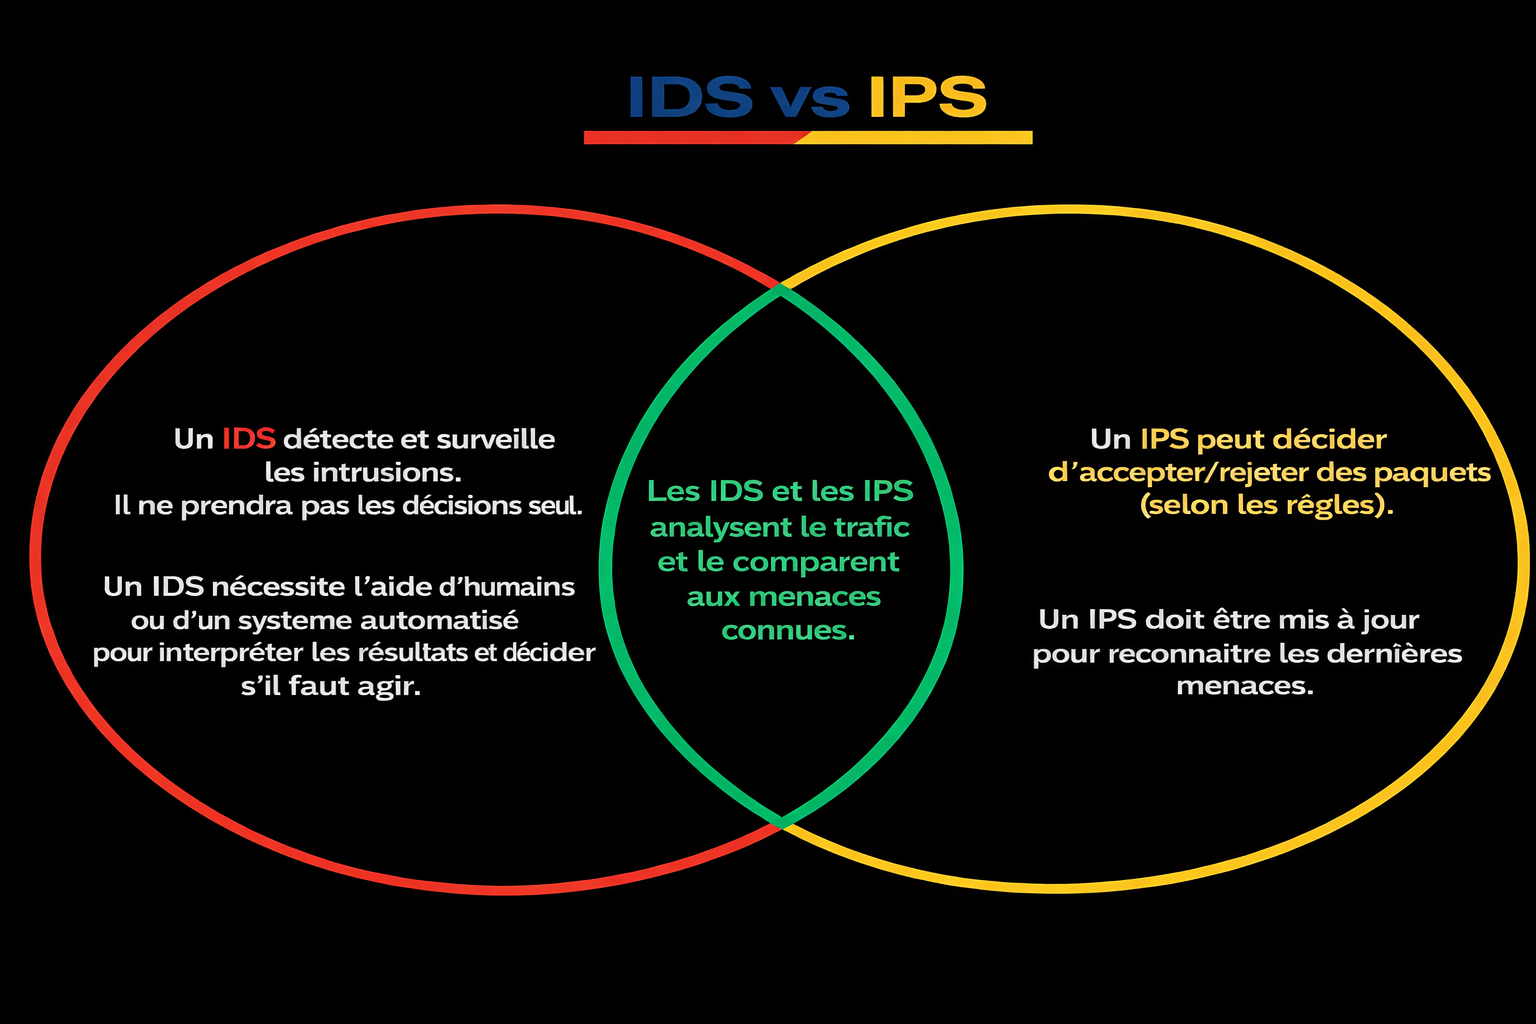 IDS vs IPS
Un IDS détecte et surveille
les intrusions.
Il ne prendra pas les décisions seul.
Un IDS nécessite l'aide d'humains
ou d'un systeme automatisé
pour interpréter les résultats et décider
s'il faut agir.
Les IDS et les IPS
analysent le trafic
et le comparent
aux menaces
connues.
Un IPS peut décider
d'accepter/rejeter des paquets
(selon les rêgles).
Un IPS doit être mis à jour
pour reconnaitre les dernîères
menaces.